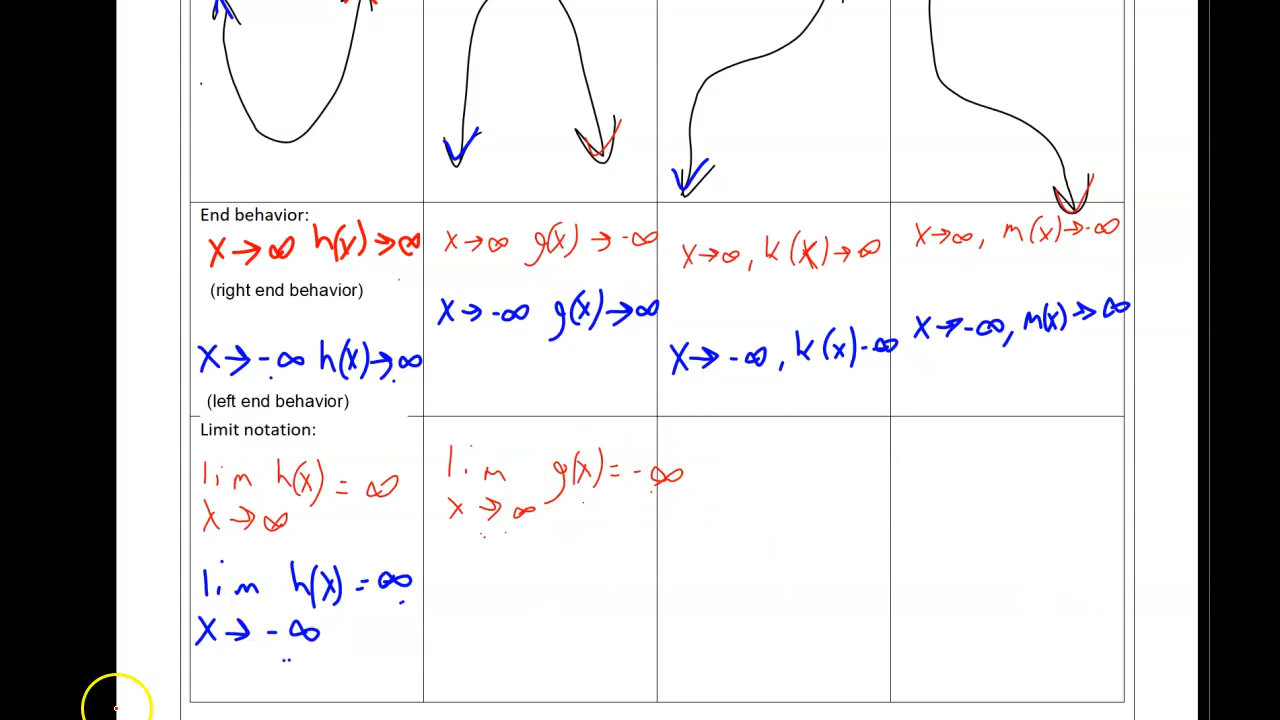 End behavior:
x→∞ h(x)→∞
(right end behavior)
x→-∞ h(x)→∞
(left end behavior)
x→∞ g(x)→-∞
x→-∞ g(x)→∞
x→∞, k(x)→∞
x→-∞, k(x)-∞
x→∞, m(x)→-∞
x→-∞, m(x)→∞
Limit notation:
lim h(x) = ∞
x→∞
lim h(x) = ∞
x→-∞
lim g(x) = -∞
x→∞